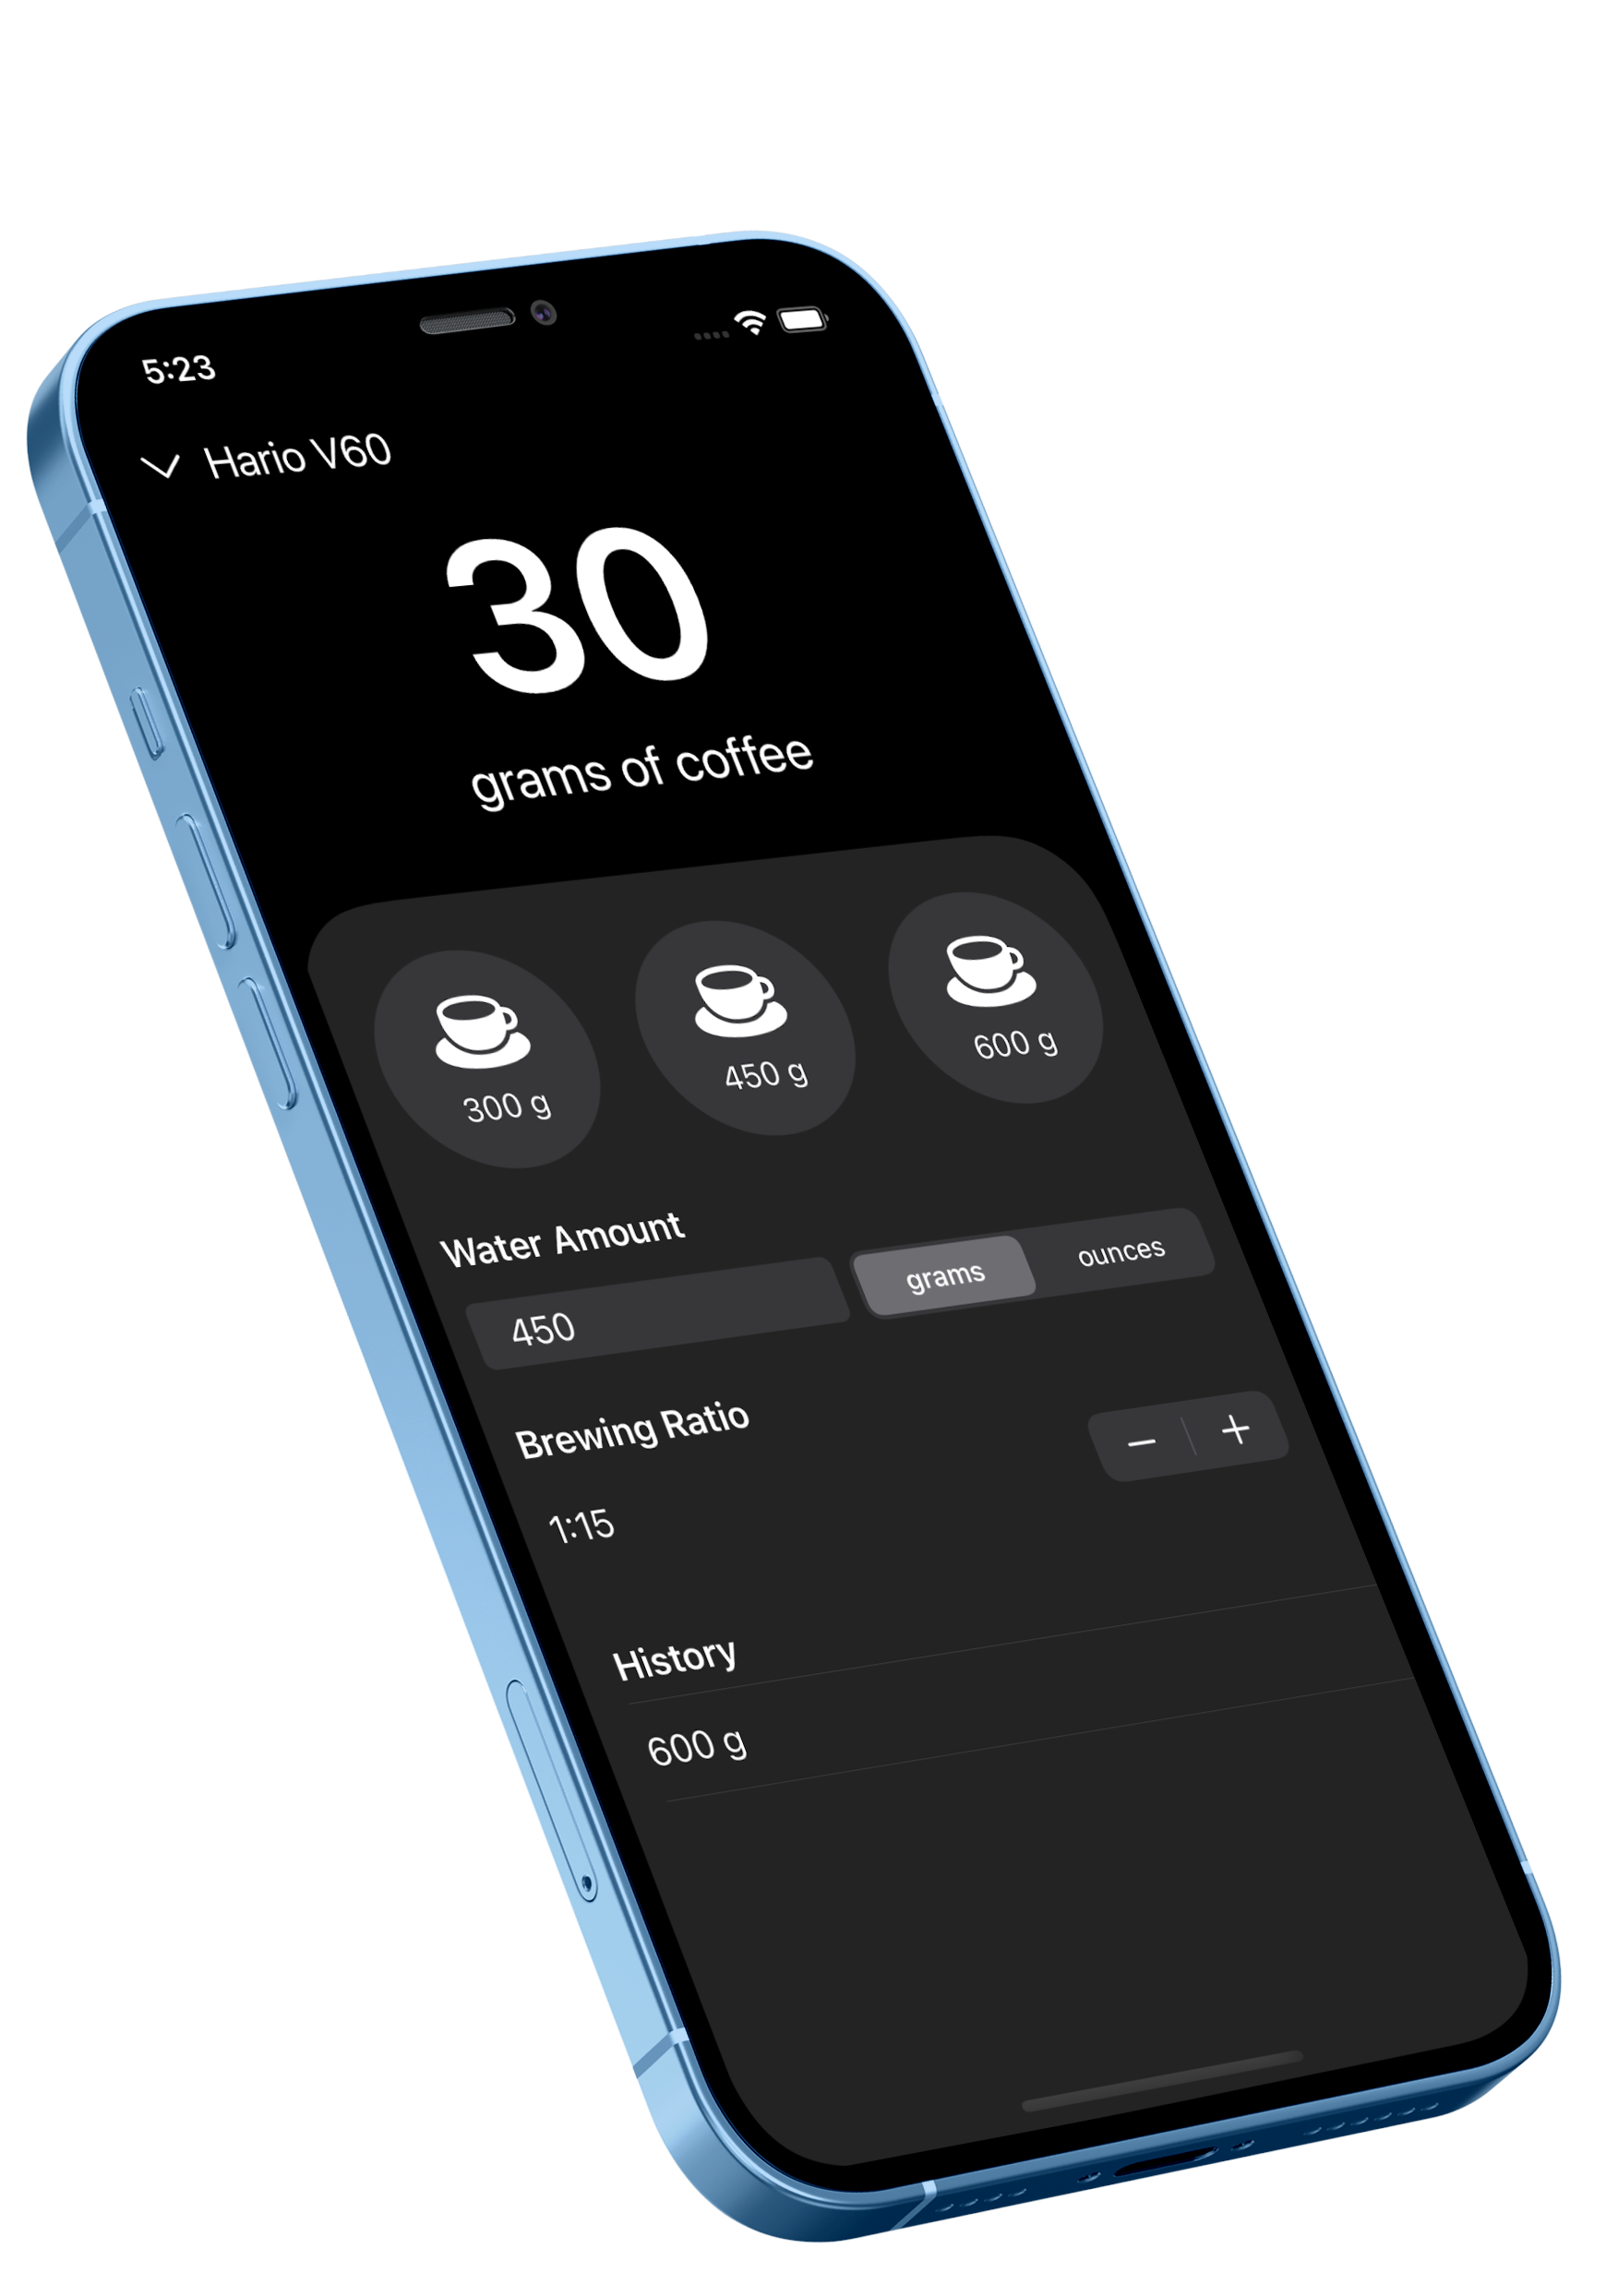 5:23
Hario V60
30
grams of coffee
300 g
450 g
600 g
Water Amount
450
grams
ounces
Brewing Ratio
1:15
History
600 g